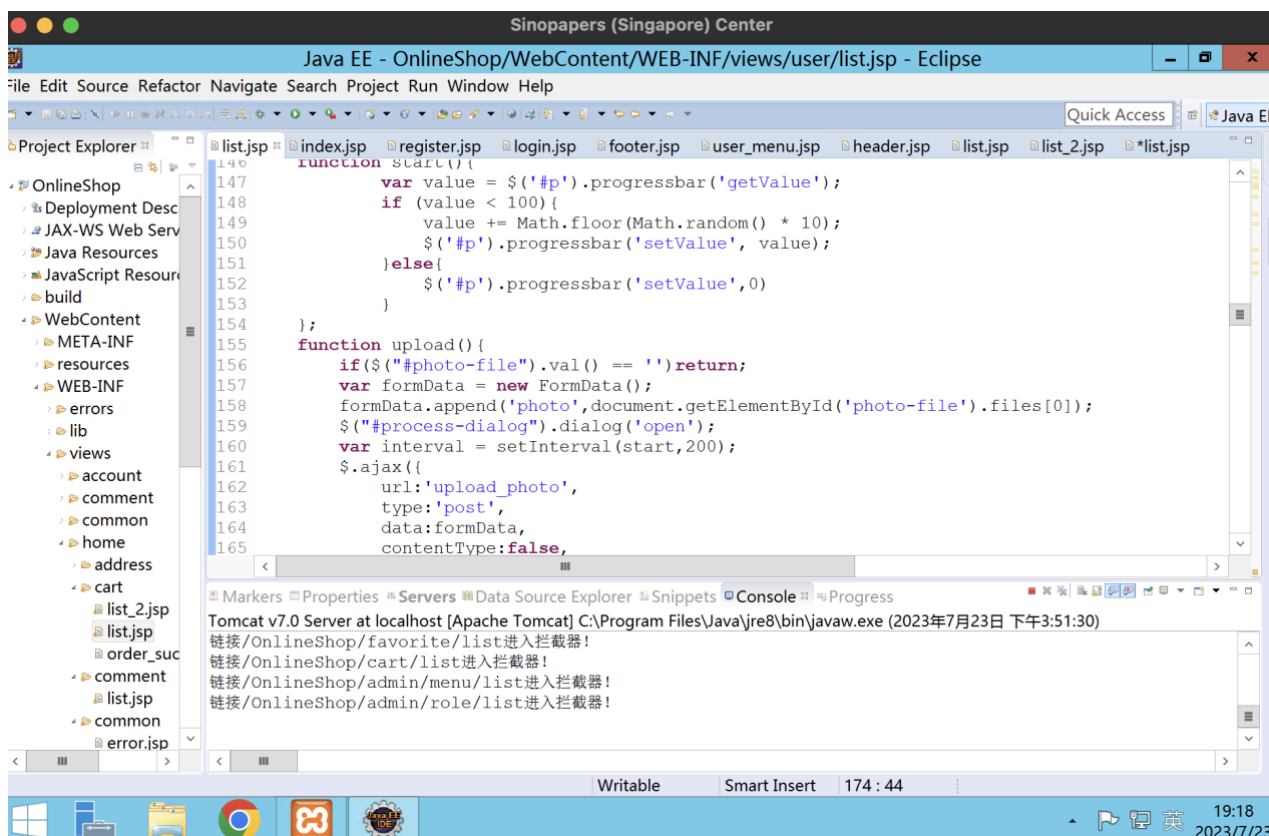 Sinopapers (Singapore) Center
Java EE - OnlineShop/WebContent/WEB-INF/views/user/list.jsp - Eclipse
File Edit Source Refactor Navigate Search Project Run Window Help
Quick Access
Java E
Project Explorer
list.jsp index.jsp register.jsp login.jsp footer.jsp user_menu.jsp header.jsp list.jsp list_2.jsp *list.jsp
OnlineShop
Deployment Desc
JAX-WS Web Serv
Java Resources
JavaScript Resour
build
WebContent
META-INF
resources
WEB-INF
errors
lib
views
account
comment
common
home
address
cart
list_2.jsp
list.jsp
order_suc
comment
list.jsp
common
error.jsp
146 function start(){
147 var value = $('#p').progressbar('getValue');
148 if (value < 100){
149 value += Math.floor(Math.random() * 10);
150 $('#p').progressbar('setValue', value);
151 }else{
152 $('#p').progressbar('setValue',0)
153 }
154 };
155 function upload(){
156 if($("#photo-file").val() == '')return;
157 var formData = new FormData();
158 formData.append('photo',document.getElementById('photo-file').files[0]);
159 $("#process-dialog").dialog('open');
160 var interval = setInterval(start,200);
161 $.ajax({
162 url:'upload_photo',
163 type:'post',
164 data:formData,
165 contentType:false,
Markers Properties Servers Data Source Explorer Snippets Console Progress
Tomcat v7.0 Server at localhost [Apache Tomcat] C:\Program Files\Java\jre8\bin\javaw.exe (2023年7月23日 下午3:51:30)
链接/OnlineShop/favorite/list进入拦截器!
链接/OnlineShop/cart/list进入拦截器!
链接/OnlineShop/admin/menu/list进入拦截器!
链接/OnlineShop/admin/role/list进入拦截器!
Writable Smart Insert 174 : 44
Java EE
IDE
英
19:18
2023/7/23